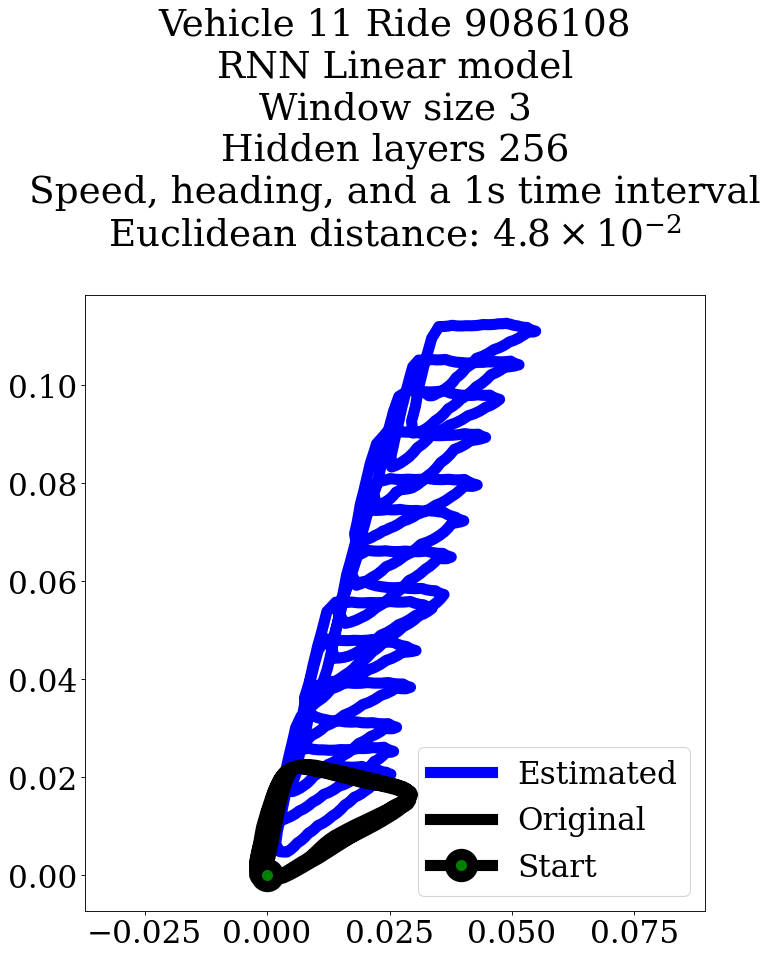 Vehicle 11 Ride 9086108
RNN Linear model
Window size 3
Hidden layers 256
Speed, heading, and a 1s time interval
Euclidean distance: 4.8 × 10⁻²
0.10
0.08
0.06
0.04
0.02
0.00
Estimated
Original
Start
−0.025 0.000 0.025 0.050 0.075